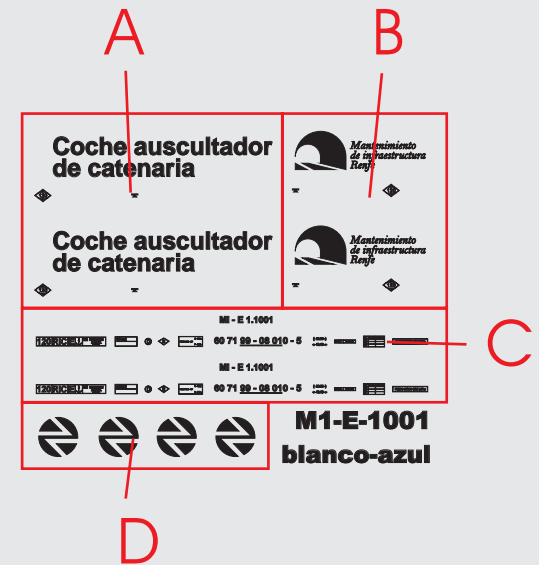 A
B
Coche auscultador
de catenaria
Mantenimiento
de infraestructura
Renfe
Coche auscultador
de catenaria
Mantenimiento
de infraestructura
Renfe
MI - E 1.1001
120RICEU 60 71 99 - 08 010 - 5
C
MI - E 1.1001
120RICEU 60 71 99 - 08 010 - 5
M1-E-1001
blanco-azul
D